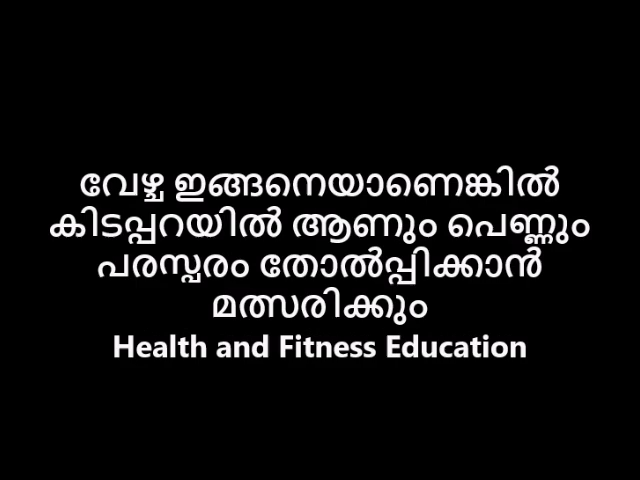 വേഴ്ച ഇങ്ങനെയാണെങ്കിൽ
കിടപ്പറയിൽ ആണും പെണ്ണും
പരസ്പരം തോൽപ്പിക്കാൻ
മത്സരിക്കും
Health and Fitness Education